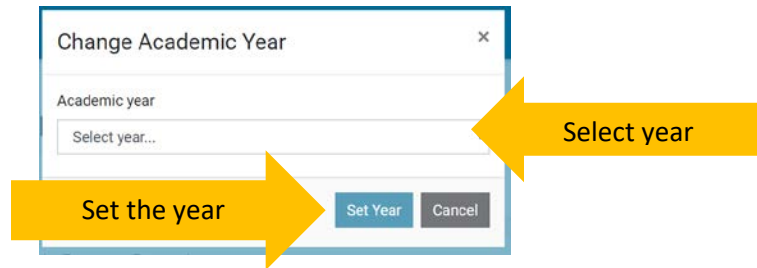 Change Academic Year ×
Academic year
Select year...
Select year
Set the year
Set Year Cancel